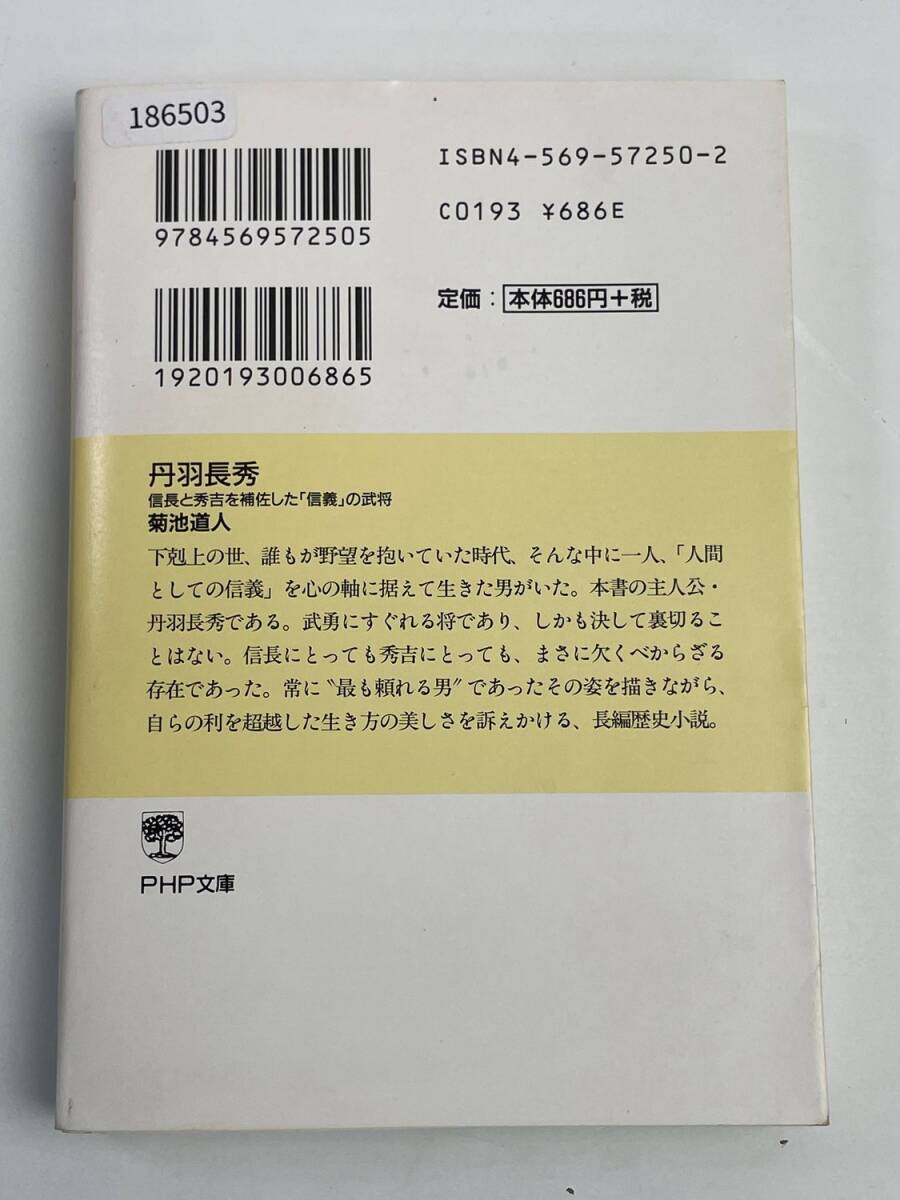 186503
ISBN4-569-57250-2
9784569572505
C0193 ¥686E
定価：本体686円+税
1920193006865
丹羽長秀
信長と秀吉を補佐した「信義」の武将
菊池道人
下剋上の世、誰もが野望を抱いていた時代、そんな中に一人、「人間
としての信義」を心の軸に据えて生きた男がいた。本書の主人公・
丹羽長秀である。武勇にすぐれる将であり、しかも決して裏切るこ
とはない。信長にとっても秀吉にとっても、まさに欠くべからざる
存在であった。常に〝最も頼れる男〟であったその姿を描きながら、
自らの利を超越した生き方の美しさを訴えかける、長編歴史小説。
PHP文庫